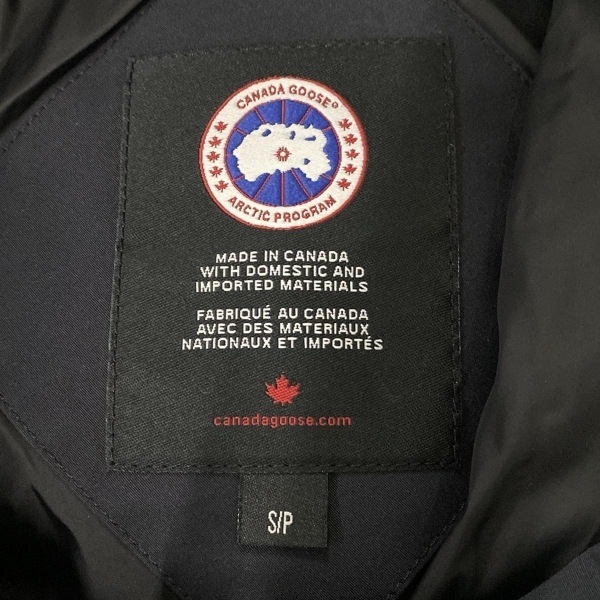 CANADA GOOSE®
ARCTIC PROGRAM
MADE IN CANADA
WITH DOMESTIC AND
IMPORTED MATERIALS
FABRIQUÉ AU CANADA
AVEC DES MATERIAUX
NATIONAUX ET IMPORTÉS
canadagoose.com
S/P